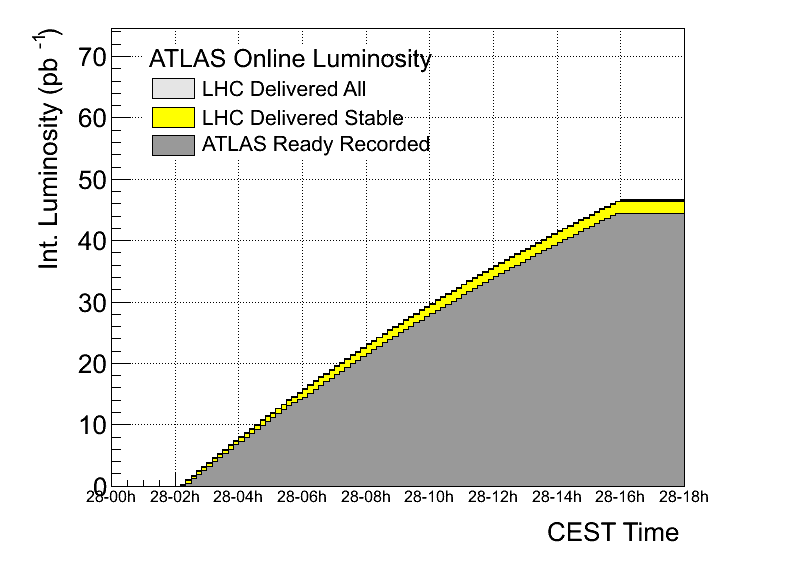 ATLAS Online Luminosity
LHC Delivered All
LHC Delivered Stable
ATLAS Ready Recorded
Int. Luminosity (pb -1)
70
60
50
40
30
20
10
0
28-00h 28-02h 28-04h 28-06h 28-08h 28-10h 28-12h 28-14h 28-16h 28-18h
CEST Time